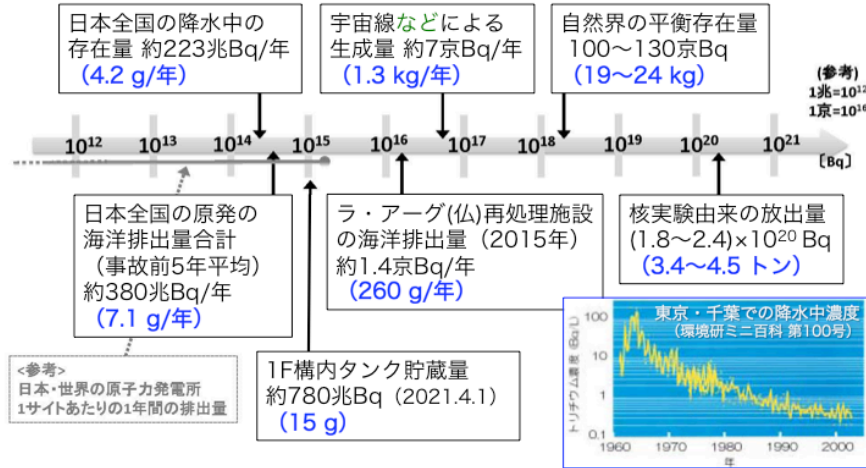 日本全国の降水中の
存在量 約223兆Bq/年
（4.2 g/年）
宇宙線などによる
生成量 約7京Bq/年
（1.3 kg/年）
自然界の平衡存在量
100〜130京Bq
（19〜24 kg）
(参考)
1兆=10¹²
1京=10¹⁶
10¹² 10¹³ 10¹⁴ 10¹⁵ 10¹⁶ 10¹⁷ 10¹⁸ 10¹⁹ 10²⁰ 10²¹
[Bq]
日本全国の原発の
海洋排出量合計
（事故前5年平均）
約380兆Bq/年
（7.1 g/年）
ラ・アーグ(仏)再処理施設
の海洋排出量（2015年）
約1.4京Bq/年
（260 g/年）
核実験由来の放出量
(1.8〜2.4)×10²⁰ Bq
（3.4〜4.5 トン）
<参考>
日本・世界の原子力発電所
1サイトあたりの1年間の排出量
1F構内タンク貯蔵量
約780兆Bq（2021.4.1）
（15 g）
東京・千葉での降水中濃度
（環境研ミニ百科 第100号）
トリチウム濃度 (Bq/L)
100
10
1
0.1
1960 1970 1980 1990 2000
年